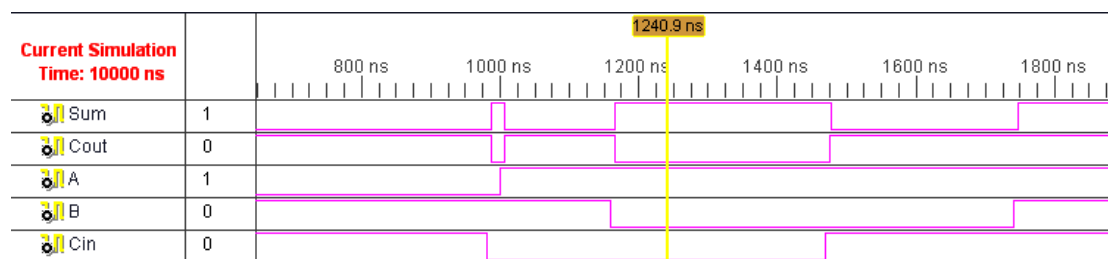 1240.9 ns
Current Simulation
Time: 10000 ns
800 ns 1000 ns 1200 ns 1400 ns 1600 ns 1800 ns
Sum 1
Cout 0
A 1
B 0
Cin 0